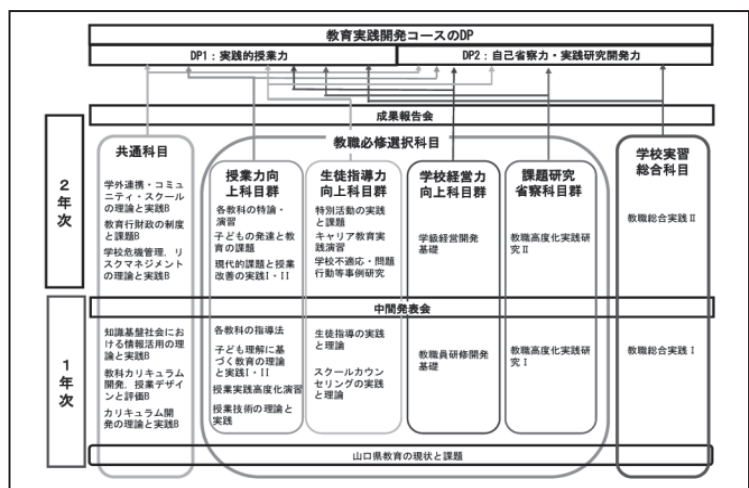 教育実践開発コースのDP
DP1：実践的授業力
DP2：自己省察力・実践研究開発力
成果報告会
教職必修選択科目
2年次
共通科目
学外連携・コミュ
ニティ・スクール
の理論と実践B
教育行財政の制度
と課題B
学校危機管理、リ
スクマネジメント
の理論と実践B
授業力向
上科目群
各教科の特論・
演習
子どもの発達と教
育の課題
現代的課題と授業
改善の実践I・II
生徒指導力
向上科目群
特別活動の実践
と課題
キャリア教育実
践演習
学校不適応・問題
行動等事例研究
学校経営力
向上科目群
学級経営開発
基礎
課題研究
省察科目群
教職高度化実践研
究II
学校実習
総合科目
教職総合実践II
中間発表会
1年次
知識基盤社会にお
ける情報活用の理
論と実践B
教科カリキュラム
開発、授業デザイ
ンと評価B
カリキュラム開
発の理論と実践B
各教科の指導法
子ども理解に基
づく教育の理論
と実践I・II
授業実践高度化演習
授業技術の理論と
実践
生徒指導の実践
と理論
スクールカウン
セリングの実践
と理論
教職員研修開発
基礎
教職高度化実践研
究I
教職総合実践I
山口県教育の現状と課題